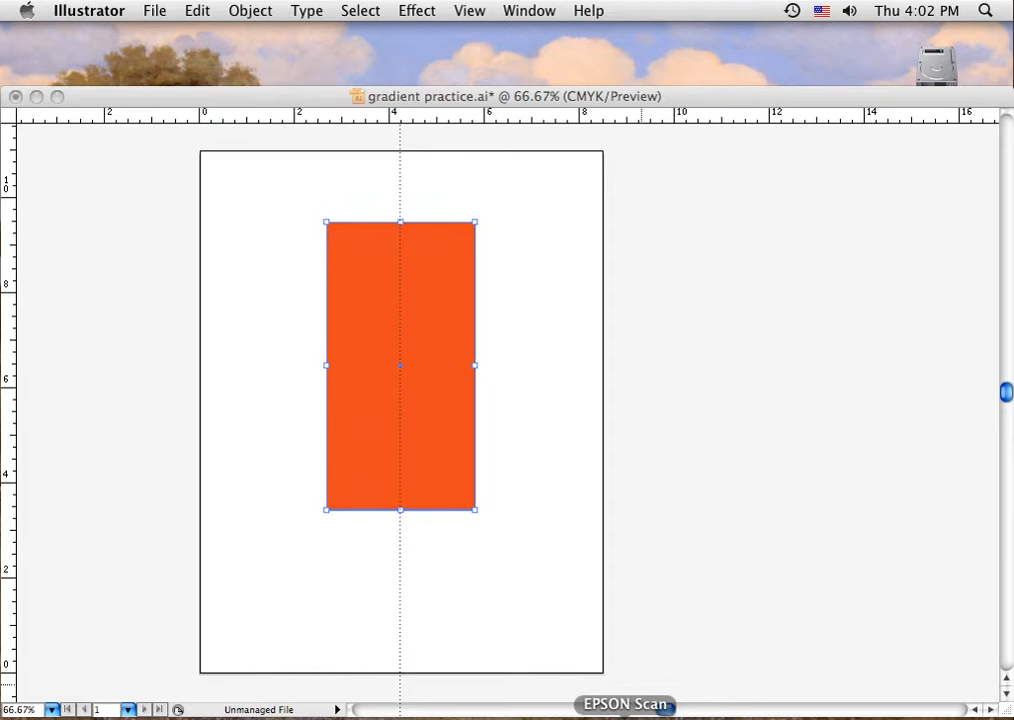 Illustrator File Edit Object Type Select Effect View Window Help Thu 4:02 PM
gradient practice.ai* @ 66.67% (CMYK/Preview)
2 0 2 4 6 8 10 12 14 16
1
0
8
6
4
2
0
66.67% 1 Unmanaged File
EPSON Scan